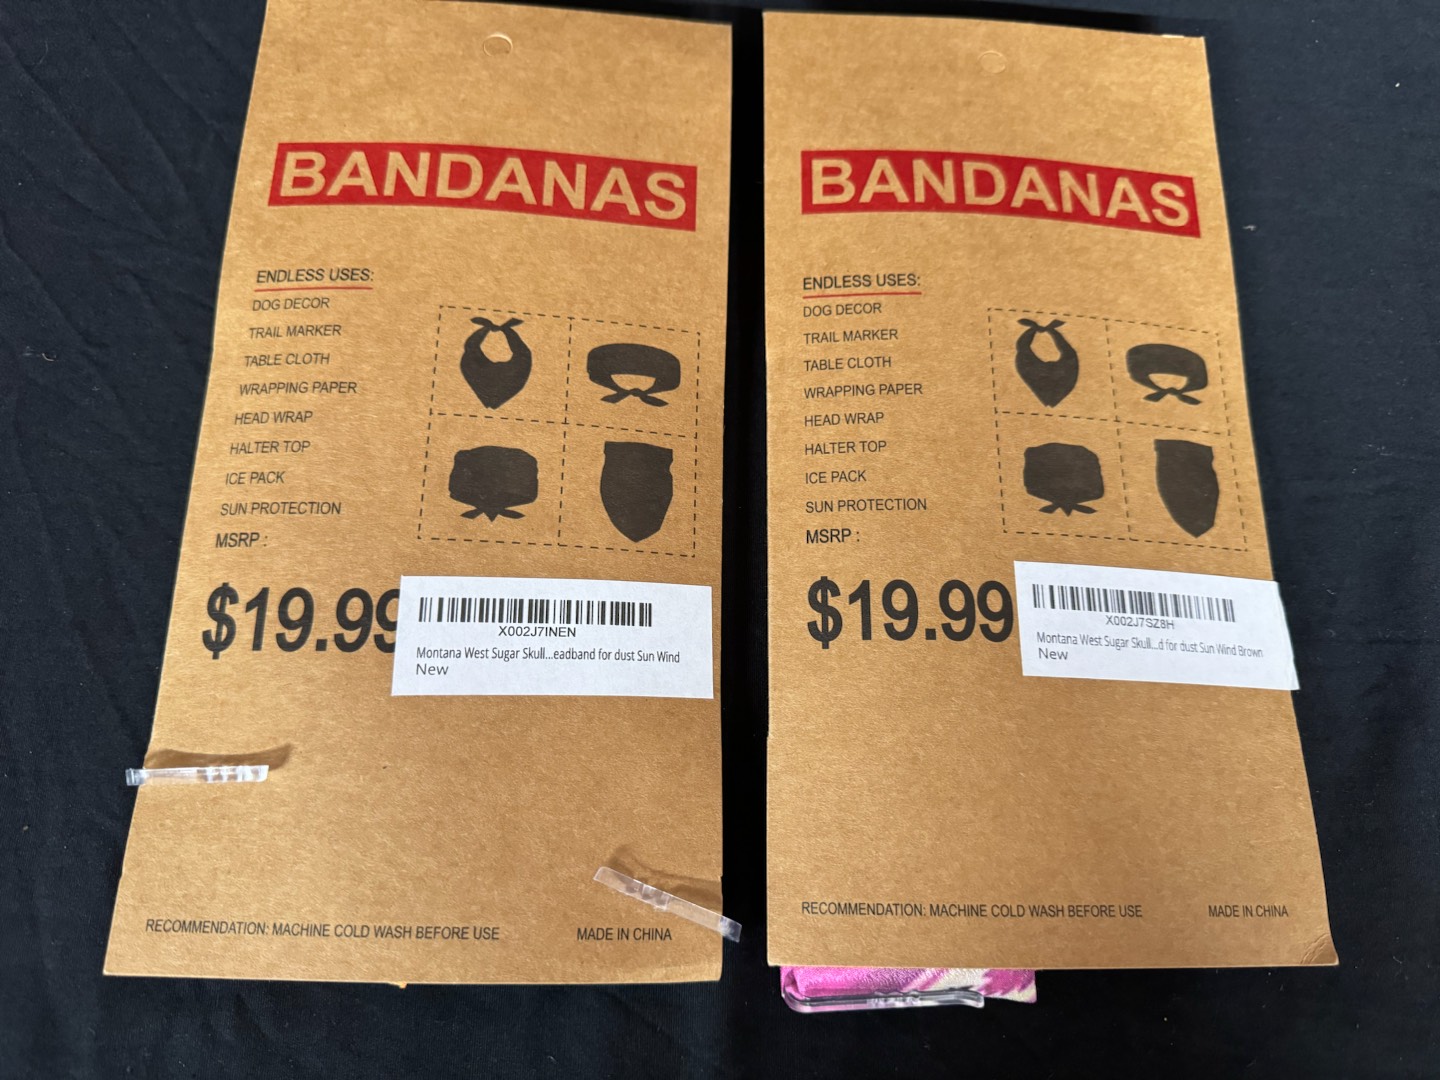 BANDANAS
ENDLESS USES:
DOG DECOR
TRAIL MARKER
TABLE CLOTH
WRAPPING PAPER
HEAD WRAP
HALTER TOP
ICE PACK
SUN PROTECTION
MSRP :
$19.99
X002J7INEN
Montana West Sugar Skull...eadband for dust Sun Wind
New
RECOMMENDATION: MACHINE COLD WASH BEFORE USE
MADE IN CHINA
BANDANAS
ENDLESS USES:
DOG DECOR
TRAIL MARKER
TABLE CLOTH
WRAPPING PAPER
HEAD WRAP
HALTER TOP
ICE PACK
SUN PROTECTION
MSRP :
$19.99
X002J7SZ8H
Montana West Sugar Skull...d for dust Sun Wind Brown
New
RECOMMENDATION: MACHINE COLD WASH BEFORE USE
MADE IN CHINA